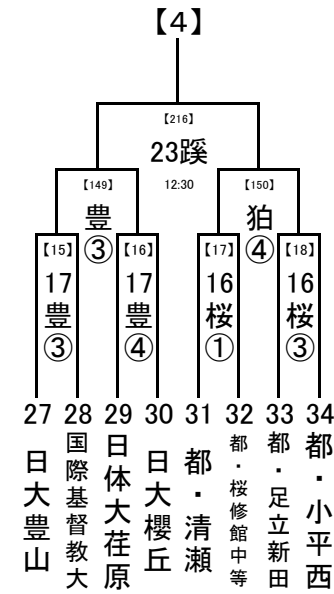 【4】
【216】
23蹊
12:30
【149】
豊
③
【150】
狛
④
【15】
17
豊
③
【16】
17
豊
④
【17】
16
桜
①
【18】
16
桜
③
27 28 29 30 31 32 33 34
日大豊山
国際基督教大
日体大荏原
日大櫻丘
都・清瀬
都・桜修館中等
都・足立新田
都・小平西